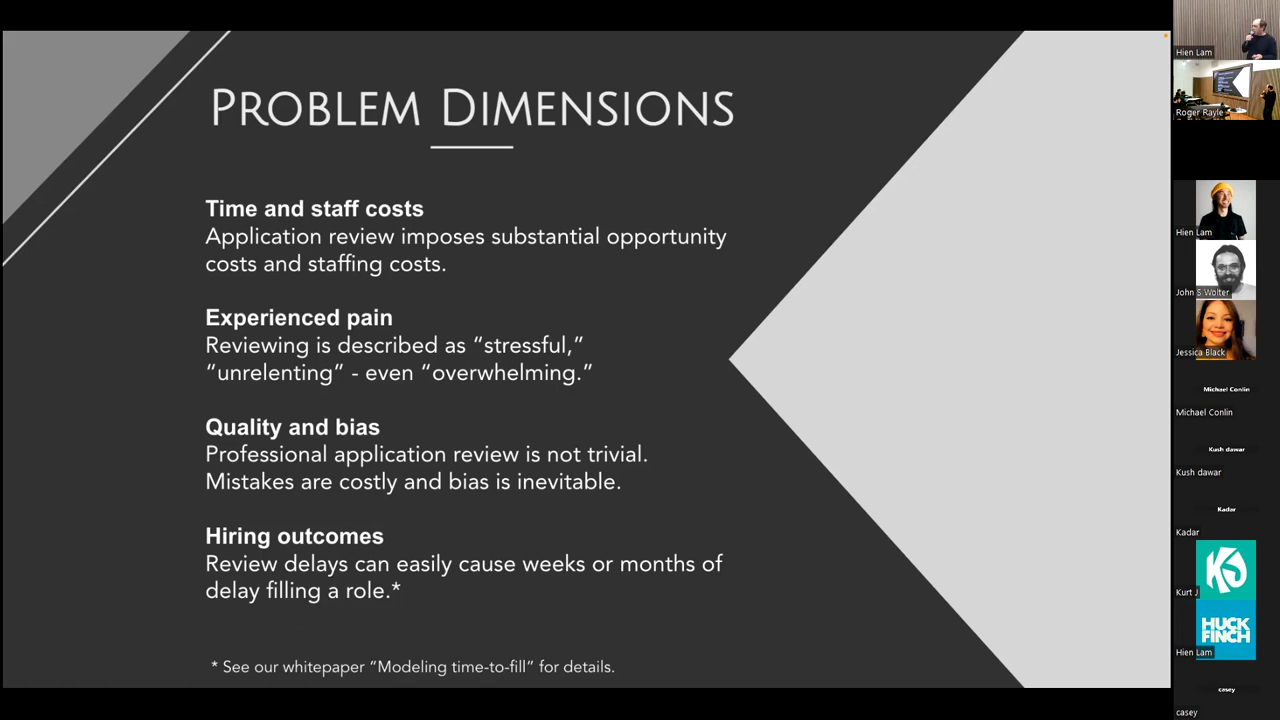 PROBLEM DIMENSIONS
Time and staff costs
Application review imposes substantial opportunity
costs and staffing costs.
Experienced pain
Reviewing is described as “stressful,”
“unrelenting” - even “overwhelming.”
Quality and bias
Professional application review is not trivial.
Mistakes are costly and bias is inevitable.
Hiring outcomes
Review delays can easily cause weeks or months of
delay filling a role.*
* See our whitepaper “Modeling time-to-fill” for details.
Hien Lam
Roger Rayle
Hien Lam
John S Wolter
Jessica Black
Michael Conlin
Michael Conlin
Kush dawar
Kush dawar
Kadar
Kadar
KJ
Kurt J
HUCK
FINCH
Hien Lam
casey
casey